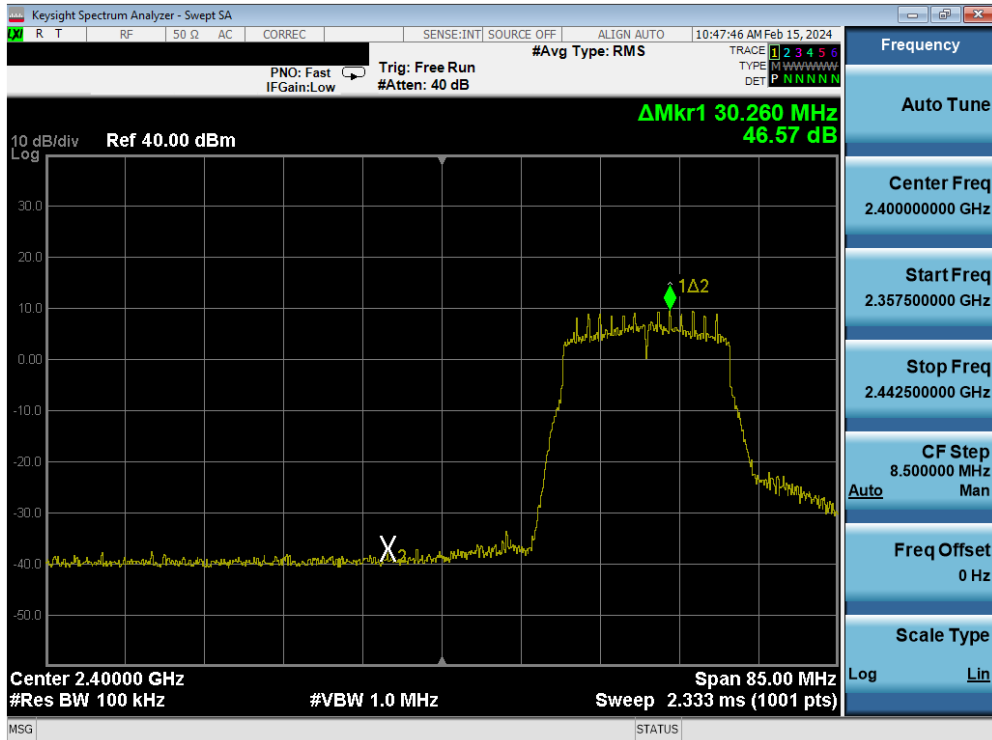 Keysight Spectrum Analyzer - Swept SA
LXI R T RF 50 Ω AC CORREC SENSE:INT SOURCE OFF ALIGN AUTO 10:47:46 AM Feb 15, 2024
#Avg Type: RMS
TRACE 1 2 3 4 5 6
PNO: Fast Trig: Free Run TYPE M WWWWW
IFGain:Low #Atten: 40 dB DET P N N N N N
ΔMkr1 30.260 MHz
46.57 dB
10 dB/div Ref 40.00 dBm
Log
30.0
20.0
1Δ2
10.0
0.00
-10.0
-20.0
-30.0
X2
-40.0
-50.0
Center 2.40000 GHz Span 85.00 MHz
#Res BW 100 kHz #VBW 1.0 MHz Sweep 2.333 ms (1001 pts)
MSG STATUS
Frequency
Auto Tune
Center Freq
2.400000000 GHz
Start Freq
2.357500000 GHz
Stop Freq
2.442500000 GHz
CF Step
8.500000 MHz
Auto Man
Freq Offset
0 Hz
Scale Type
Log Lin